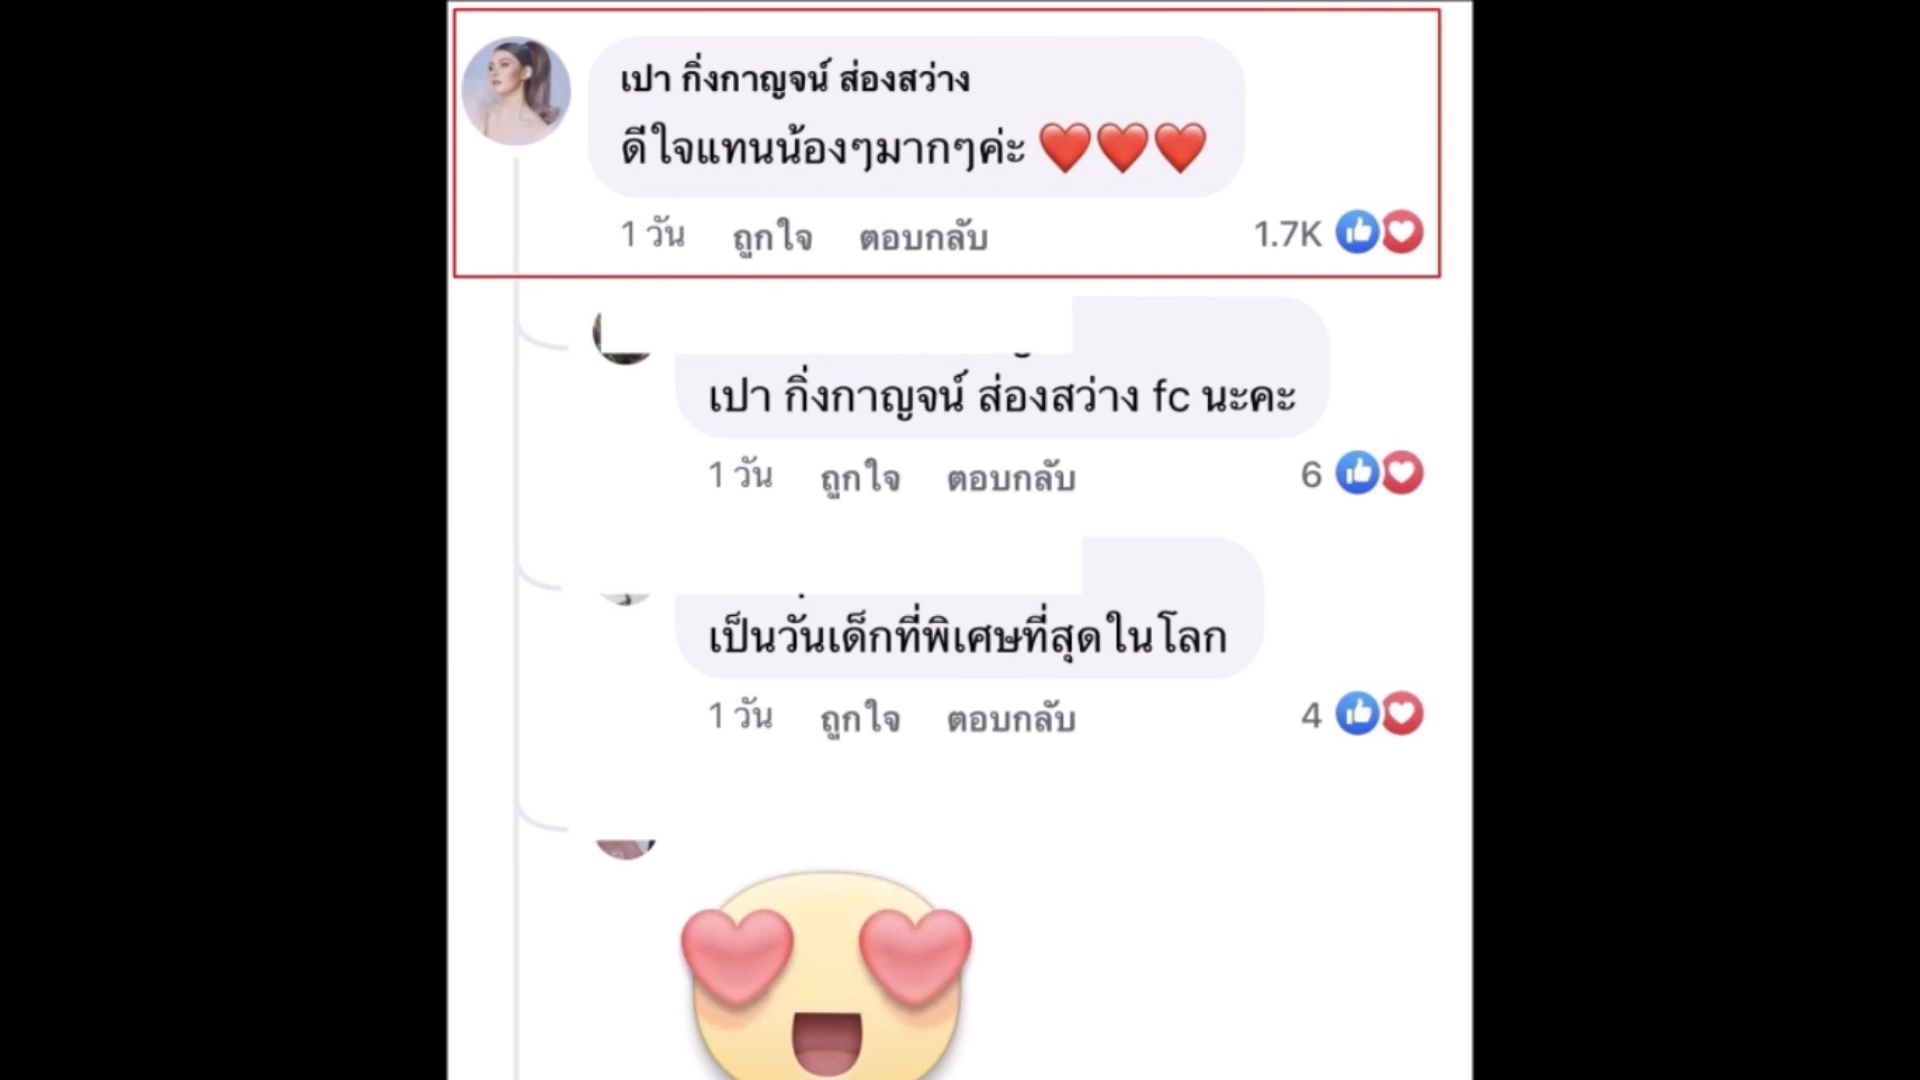 เปา กิ่งกาญจน์ ส่องสว่าง
ดีใจแทนน้องๆมากๆค่ะ ❤️❤️❤️
1 วัน ถูกใจ ตอบกลับ 1.7K
เปา กิ่งกาญจน์ ส่องสว่าง fc นะคะ
1 วัน ถูกใจ ตอบกลับ 6
เป็นวันเด็กที่พิเศษที่สุดในโลก
1 วัน ถูกใจ ตอบกลับ 4